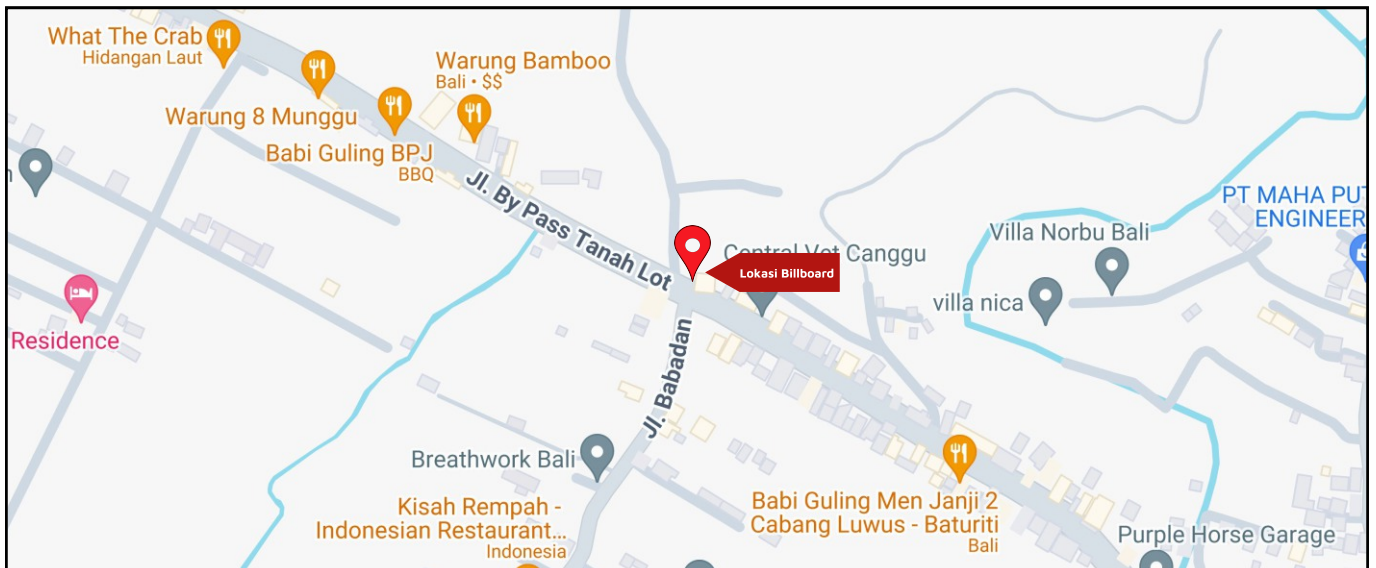 What The Crab
Hidangan Laut
Warung Bamboo
Bali • $$
Warung 8 Munggu
Babi Guling BPJ
BBQ
Jl. By Pass Tanah Lot
PT MAHA PU
ENGINEER
Villa Norbu Bali
Central Vet Canggu
Lokasi Billboard
villa nica
Residence
Jl. Babadan
Breathwork Bali
Kisah Rempah -
Indonesian Restaurant...
Indonesia
Babi Guling Men Janji 2
Cabang Luwus - Baturiti
Bali
Purple Horse Garage